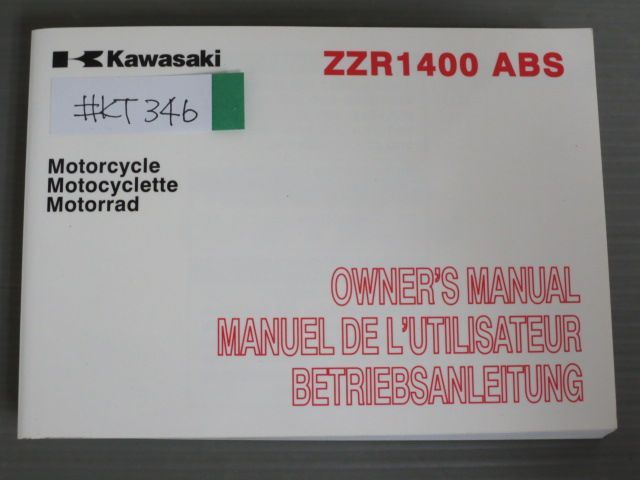 Kawasaki
ZZR1400 ABS
#KT346
Motorcycle
Motocyclette
Motorrad
OWNER'S MANUAL
MANUEL DE L'UTILISATEUR
BETRIEBSANLEITUNG